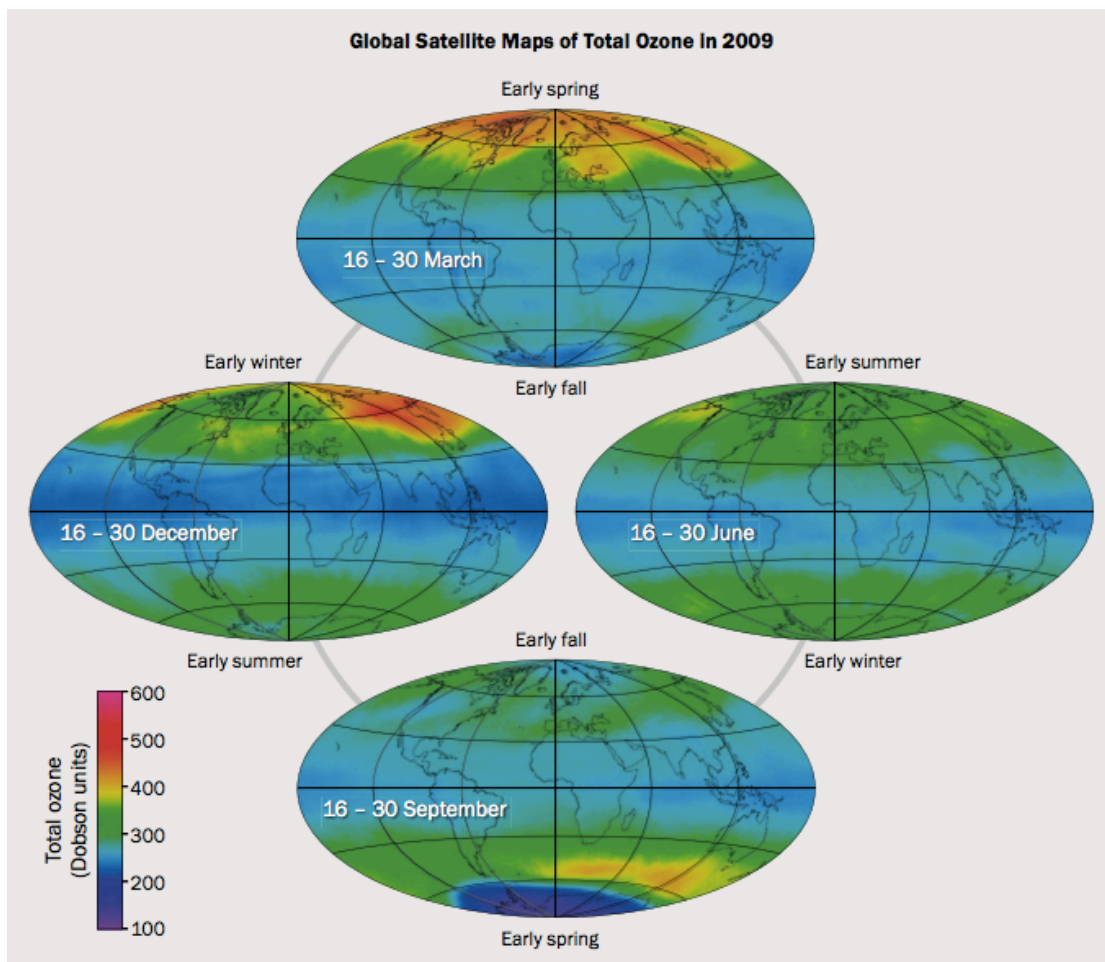 Global Satellite Maps of Total Ozone in 2009
Early spring
16 – 30 March
Early winter
Early summer
Early fall
16 – 30 December
16 – 30 June
Early fall
Early summer
Early winter
600
500
400
300
200
100
Total ozone
(Dobson units)
16 – 30 September
Early spring